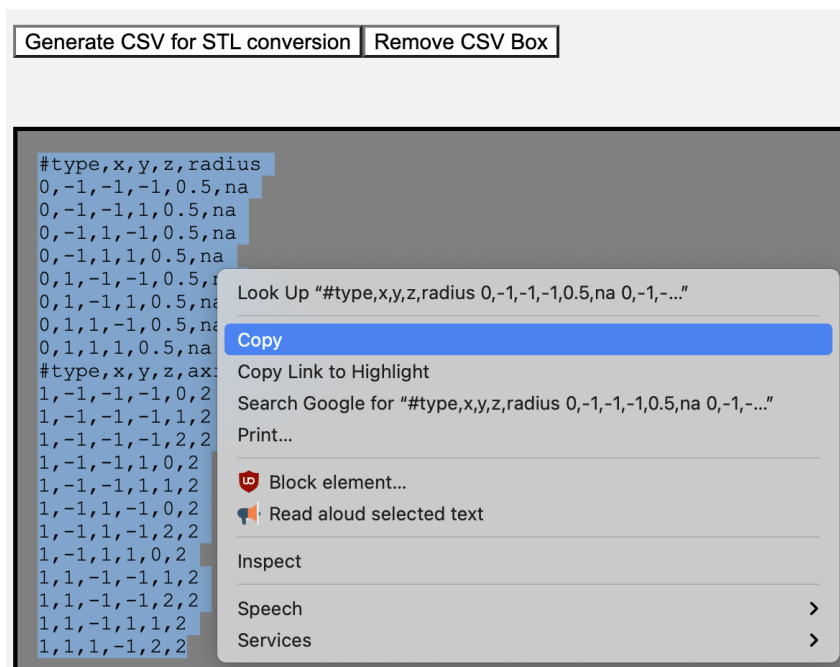 Generate CSV for STL conversion
Remove CSV Box
#type,x,y,z,radius
0,-1,-1,-1,0.5,na
0,-1,-1,1,0.5,na
0,-1,1,-1,0.5,na
0,-1,1,1,0.5,na
0,1,-1,-1,0.5,
0,1,-1,1,0.5,na
0,1,1,-1,0.5,na
0,1,1,1,0.5,na
#type,x,y,z,axi
1,-1,-1,-1,0,2
1,-1,-1,-1,1,2
1,-1,-1,-1,2,2
1,-1,-1,1,0,2
1,-1,-1,1,1,2
1,-1,1,-1,0,2
1,-1,1,-1,2,2
1,-1,1,1,0,2
1,1,-1,-1,1,2
1,1,-1,-1,2,2
1,1,-1,1,1,2
1,1,1,-1,2,2
Look Up “#type,x,y,z,radius 0,-1,-1,-1,0.5,na 0,-1,-...”
Copy
Copy Link to Highlight
Search Google for “#type,x,y,z,radius 0,-1,-1,-1,0.5,na 0,-1,-...”
Print...
Block element...
Read aloud selected text
Inspect
Speech
Services